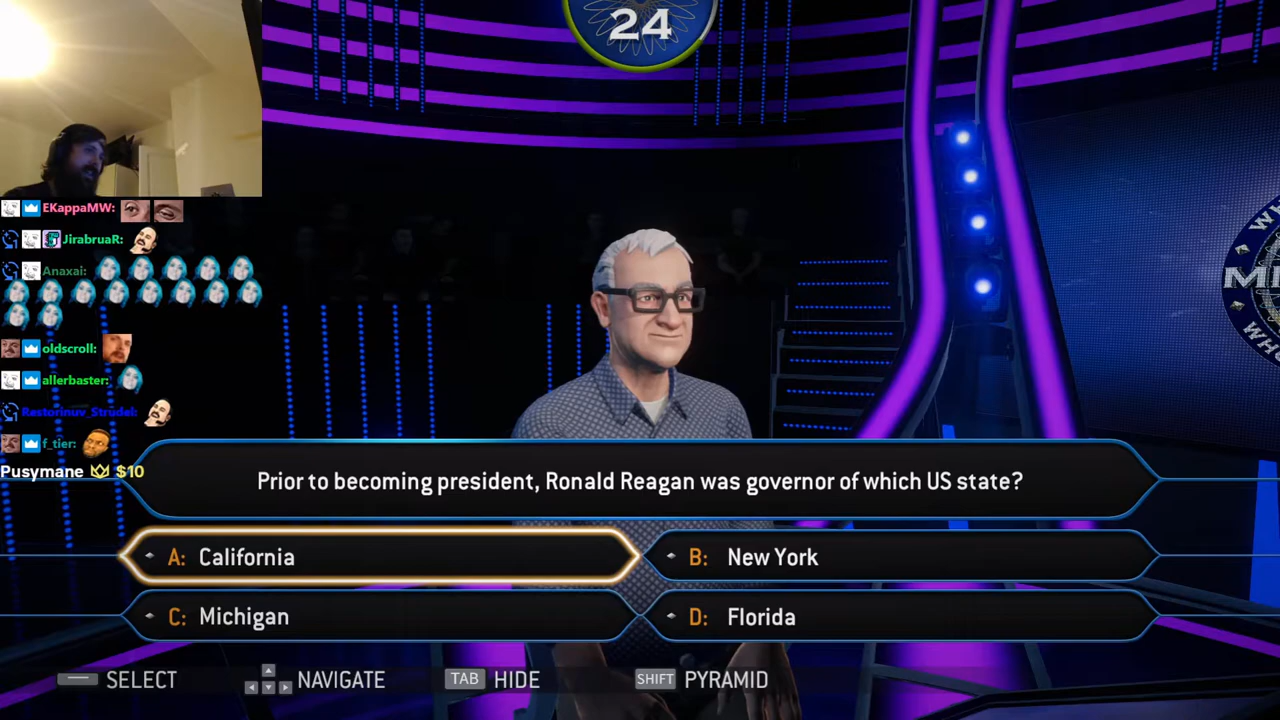 24
EKappaMW:
JirabruaR:
Anaxai:
oldscroll:
allerbaster:
Restorinuv_Strudel:
f_tier:
Pusymane $10
Prior to becoming president, Ronald Reagan was governor of which US state?
A: California
B: New York
C: Michigan
D: Florida
SELECT
NAVIGATE
TAB HIDE
SHIFT PYRAMID